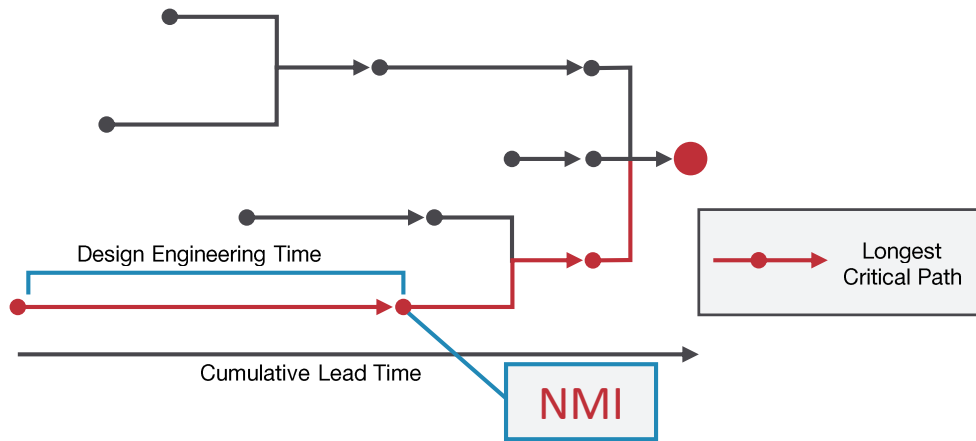 Design Engineering Time
Longest
Critical Path
Cumulative Lead Time
NMI